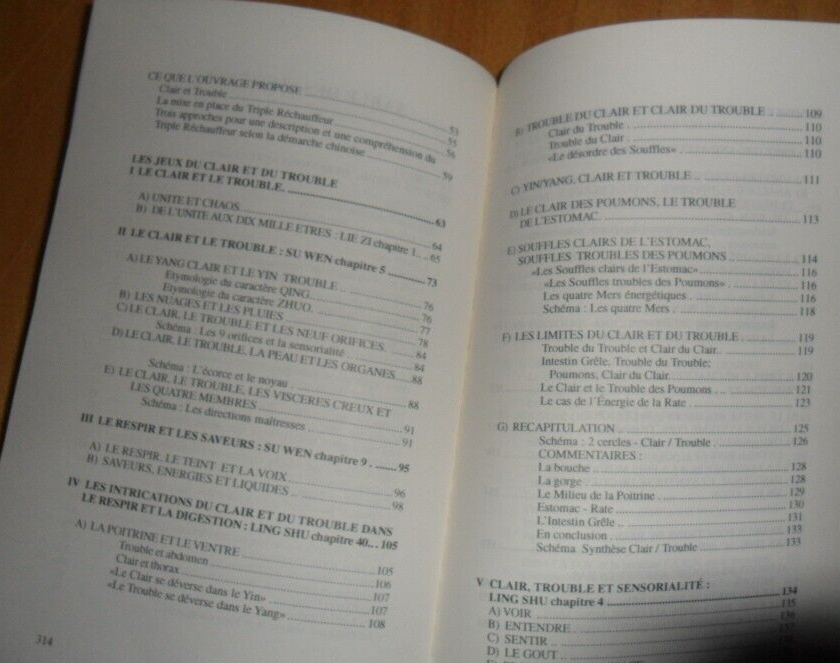 CE QUE L'OUVRAGE PROPOSE
Clair et Trouble 53
La mise en place du Triple Réchauffeur 55
Trois approches pour une description et une compréhension du 56
Triple Réchauffeur selon la démarche chinoise 59
LES JEUX DU CLAIR ET DU TROUBLE
I LE CLAIR ET LE TROUBLE. 63
A) UNITE ET CHAOS 64
B) DE L'UNITE AUX DIX MILLE ETRES : LIE ZI chapitre 1 65
II LE CLAIR ET LE TROUBLE : SU WEN chapitre 5 73
A) LE YANG CLAIR ET LE YIN TROUBLE
Etymologie du caractère QING 76
Etymologie du caractère ZHUO 76
B) LES NUAGES ET LES PLUIES 77
C) LE CLAIR, LE TROUBLE ET LES NEUF ORIFICES 78
Schéma : Les 9 orifices et la sensorialité 84
D) LE CLAIR, LE TROUBLE, LA PEAU ET LES ORGANES 84
Schéma : L'écorce et le noyau 88
E) LE CLAIR, LE TROUBLE, LES VISCERES CREUX ET
LES QUATRE MEMBRES 88
Schéma : Les directions maîtresses 91
91
III LE RESPIR ET LES SAVEURS : SU WEN chapitre 9 . 95
A) LE RESPIR, LE TEINT ET LA VOIX 96
B) SAVEURS, ENERGIES ET LIQUIDES 98
IV LES INTRICATIONS DU CLAIR ET DU TROUBLE DANS
LE RESPIR ET LA DIGESTION : LING SHU chapitre 40 105
A) LA POITRINE ET LE VENTRE 105
Trouble et abdomen 106
Clair et thorax 107
«Le Clair se déverse dans le Yin» 107
«Le Trouble se déverse dans le Yang» 108
314
B) TROUBLE DU CLAIR ET CLAIR DU TROUBLE 109
Clair du Trouble 110
Trouble du Clair 110
«Le désordre des Souffles» 110
C) YIN/YANG, CLAIR ET TROUBLE 111
D) LE CLAIR DES POUMONS, LE TROUBLE
DE L'ESTOMAC 113
E) SOUFFLES CLAIRS DE L'ESTOMAC,
SOUFFLES TROUBLES DES POUMONS 114
«Les Souffles clairs de l'Estomac» 116
«Les Souffles troubles des Poumons» 116
Les quatre Mers énergétiques 116
Schéma : Les quatre Mers 118
F) LES LIMITES DU CLAIR ET DU TROUBLE 119
Trouble du Trouble et Clair du Clair 119
Intestin Grêle, Trouble du Trouble:
Poumons, Clair du Clair 120
Le Clair et le Trouble des Poumons 121
Le cas de l'Énergie de la Rate 123
G) RECAPITULATION 125
Schéma : 2 cercles - Clair / Trouble 126
COMMENTAIRES :
La bouche 128
La gorge 128
Le Milieu de la Poitrine 129
Estomac - Rate 130
L'Intestin Grêle 131
En conclusion 133
Schéma Synthèse Clair / Trouble 133
V CLAIR, TROUBLE ET SENSORIALITÉ :
LING SHU chapitre 4 134
A) VOIR 135
B) ENTENDRE 136
C) SENTIR
D) LE GOUT